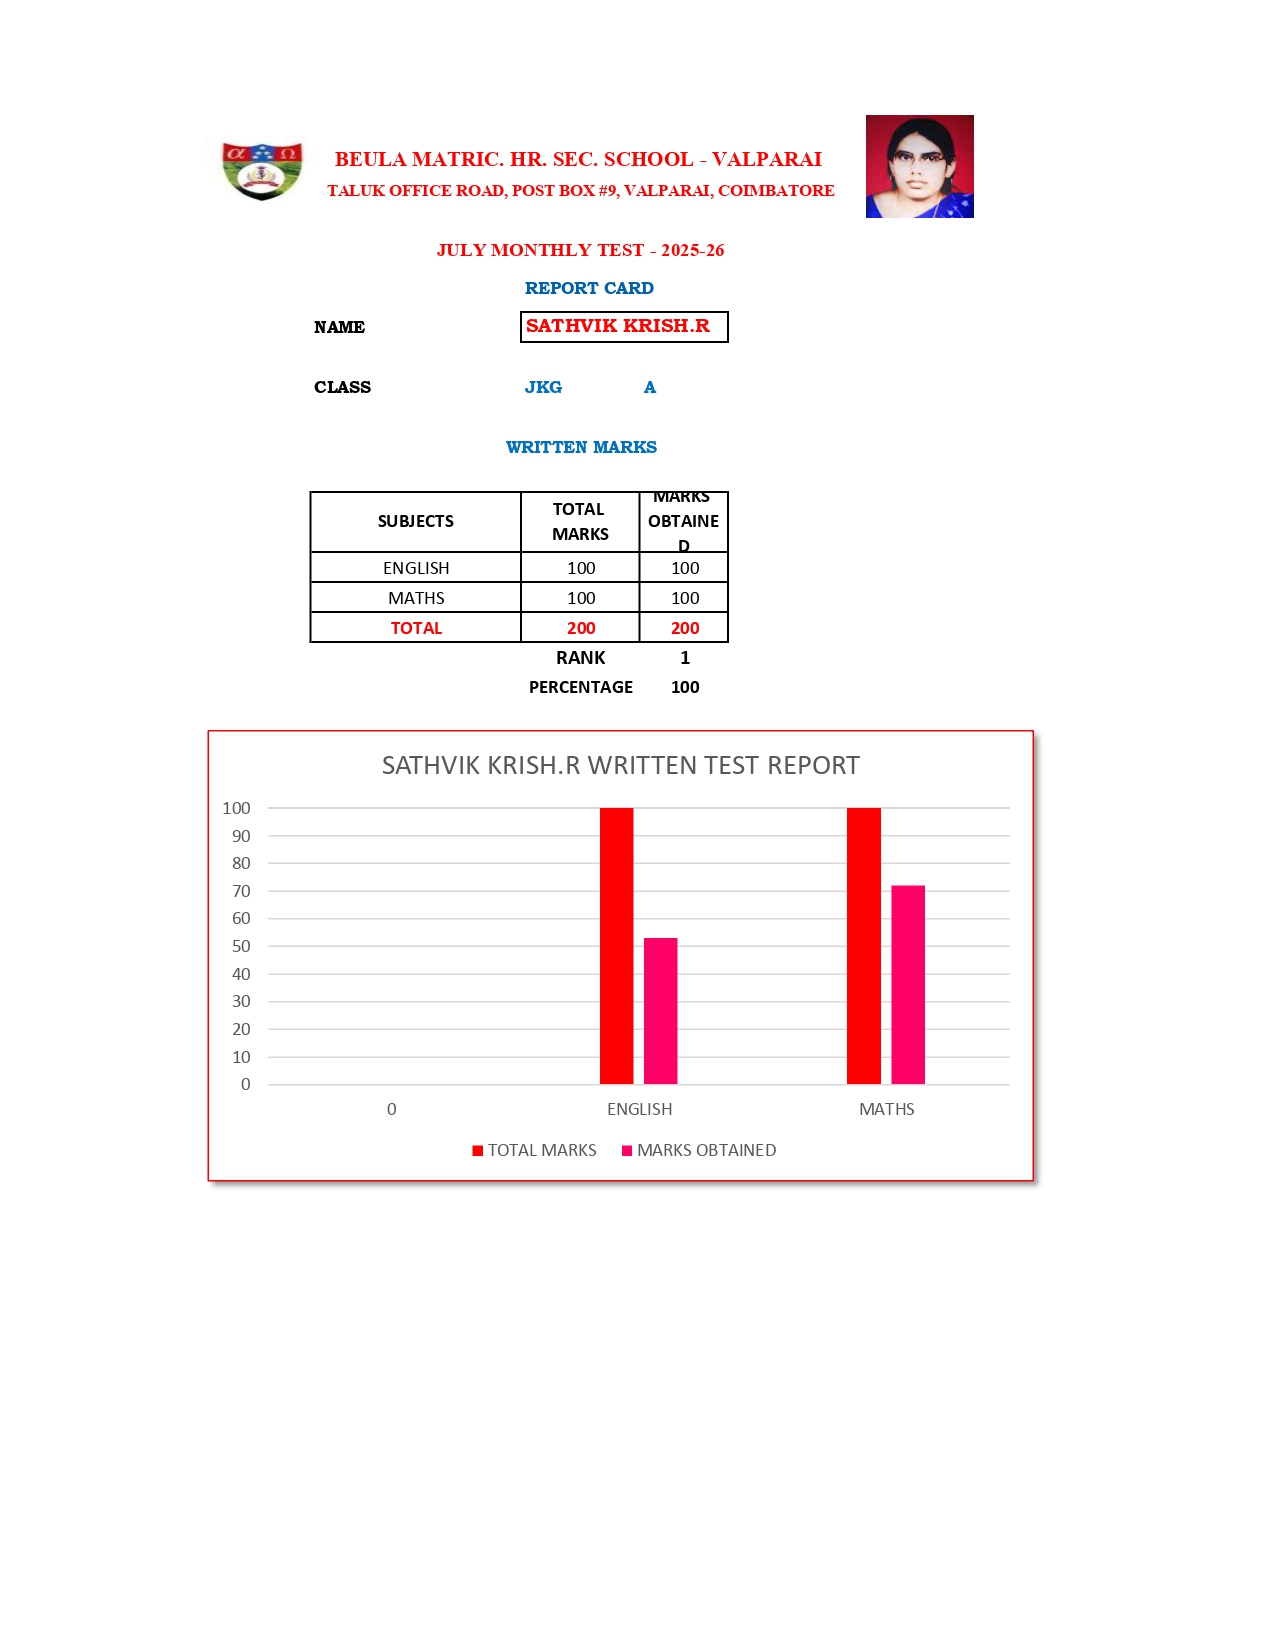 α Ω
BEULA MATRIC. HR. SEC. SCHOOL - VALPARAI
TALUK OFFICE ROAD, POST BOX #9, VALPARAI, COIMBATORE
JULY MONTHLY TEST - 2025-26
REPORT CARD
NAME SATHVIK KRISH.R
CLASS JKG A
WRITTEN MARKS
SUBJECTS TOTAL MARKS MARKS OBTAINED
ENGLISH 100 100
MATHS 100 100
TOTAL 200 200
RANK 1
PERCENTAGE 100
SATHVIK KRISH.R WRITTEN TEST REPORT
100
90
80
70
60
50
40
30
20
10
0
0 ENGLISH MATHS
TOTAL MARKS MARKS OBTAINED